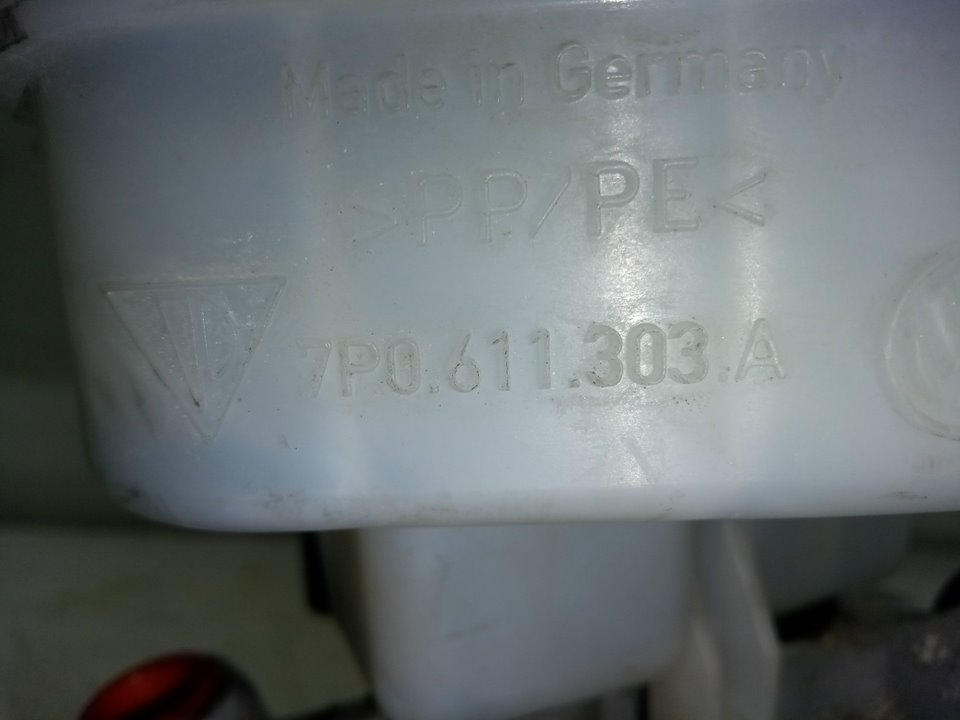 Made in Germany
>PP/PE<
7P0.611.303.A